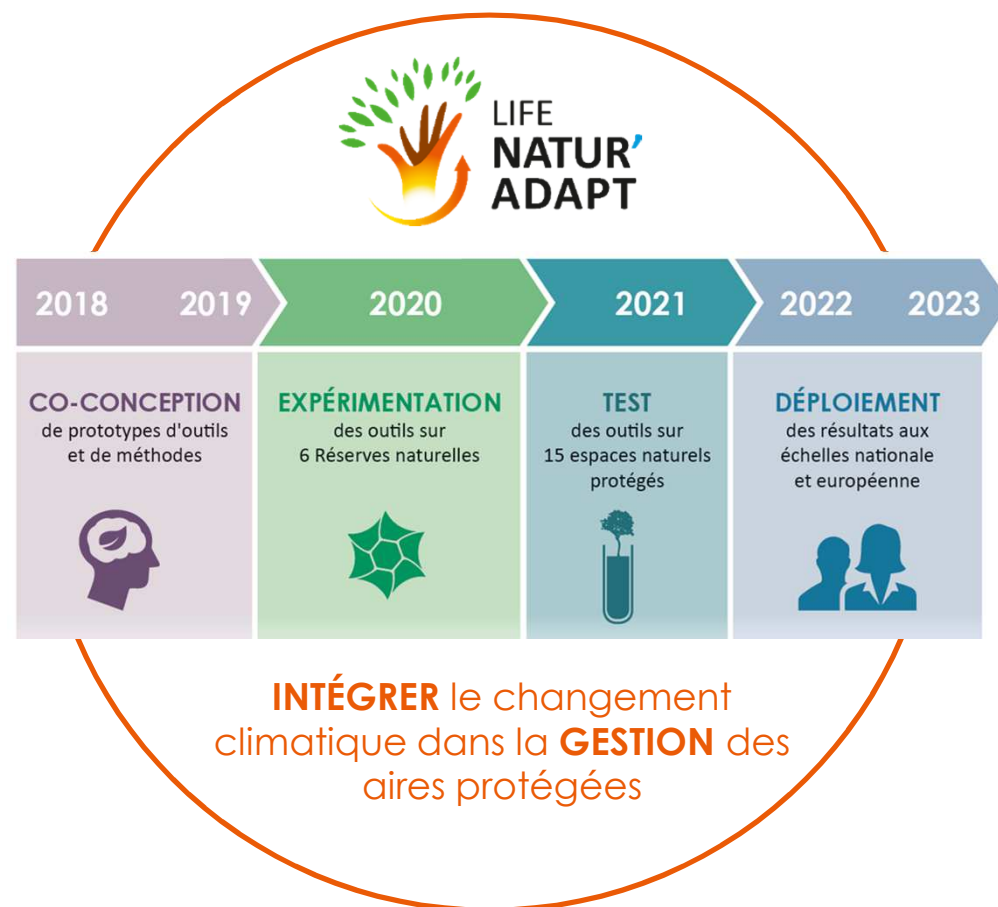 LIFE
NATUR’
ADAPT
2018 2019 2020 2021 2022 2023
CO-CONCEPTION
de prototypes d'outils
et de méthodes
EXPÉRIMENTATION
des outils sur
6 Réserves naturelles
TEST
des outils sur
15 espaces naturels
protégés
DÉPLOIEMENT
des résultats aux
échelles nationale
et européenne
INTÉGRER le changement
climatique dans la GESTION des
aires protégées